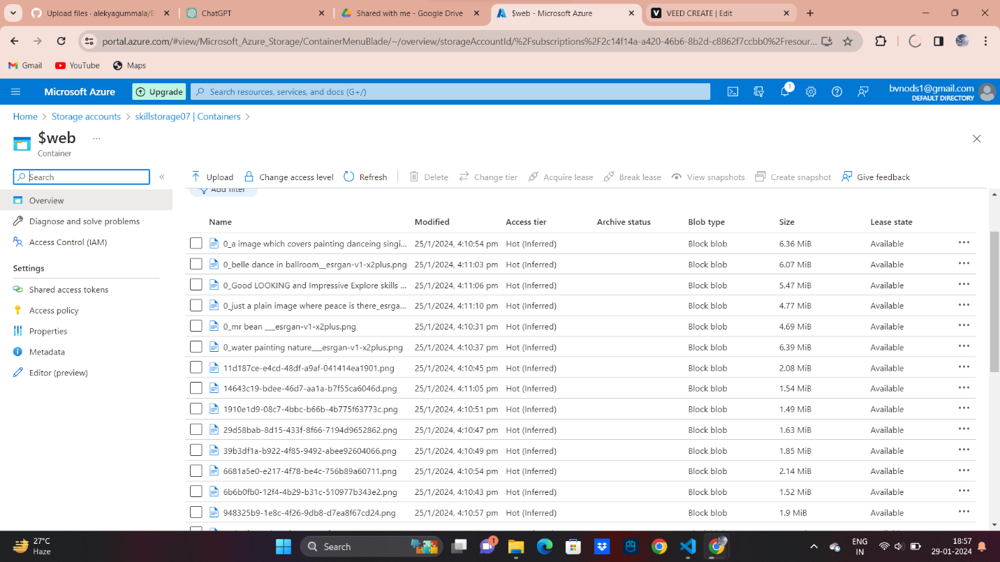 Upload files · alekyagummala/E
ChatGPT
Shared with me - Google Drive
$web - Microsoft Azure
VEED CREATE | Edit
portal.azure.com/#view/Microsoft_Azure_Storage/ContainerMenuBlade/~/overview/storageAccountId/%2Fsubscriptions%2F2c14f14a-a420-46b6-8b2d-c8862f7ccbb0%2Fresour...
Gmail YouTube Maps
Microsoft Azure Upgrade Search resources, services, and docs (G+/) 1 bvnods1@gmail.com
DEFAULT DIRECTORY
Home > Storage accounts > skillstorage07 | Containers >
$web ...
Container
Search «
Upload Change access level Refresh Delete Change tier Acquire lease Break lease View snapshots Create snapshot Give feedback
Add filter
Overview
Diagnose and solve problems
Access Control (IAM)
Settings
Shared access tokens
Access policy
Properties
Metadata
Editor (preview)
Name Modified Access tier Archive status Blob type Size Lease state
0_a image which covers painting danceing singi... 25/1/2024, 4:10:54 pm Hot (Inferred) Block blob 6.36 MiB Available ...
0_belle dance in ballroom__esrgan-v1-x2plus.png 25/1/2024, 4:11:03 pm Hot (Inferred) Block blob 6.07 MiB Available ...
0_Good LOOKING and Impressive Explore skills ... 25/1/2024, 4:11:06 pm Hot (Inferred) Block blob 5.47 MiB Available ...
0_just a plain image where peace is there_esrga... 25/1/2024, 4:11:10 pm Hot (Inferred) Block blob 4.77 MiB Available ...
0_mr bean ___esrgan-v1-x2plus.png 25/1/2024, 4:10:31 pm Hot (Inferred) Block blob 4.69 MiB Available ...
0_water painting nature___esrgan-v1-x2plus.png 25/1/2024, 4:10:37 pm Hot (Inferred) Block blob 6.39 MiB Available ...
11d187ce-e4cd-48df-a9af-041414ea1901.png 25/1/2024, 4:10:45 pm Hot (Inferred) Block blob 2.08 MiB Available ...
14643c19-bdee-46d7-aa1a-b7f55ca6046d.png 25/1/2024, 4:11:05 pm Hot (Inferred) Block blob 1.54 MiB Available ...
1910e1d9-08c7-4bbc-b66b-4b775f63773c.png 25/1/2024, 4:10:51 pm Hot (Inferred) Block blob 1.49 MiB Available ...
29d58bab-8d15-433f-8f66-7194d9652862.png 25/1/2024, 4:10:47 pm Hot (Inferred) Block blob 1.63 MiB Available ...
39b3df1a-b922-4f85-9492-abee92604066.png 25/1/2024, 4:10:49 pm Hot (Inferred) Block blob 1.85 MiB Available ...
6681a5e0-e217-4f78-be4c-756b89a60711.png 25/1/2024, 4:10:54 pm Hot (Inferred) Block blob 2.14 MiB Available ...
6b6b0fb0-12f4-4b29-b31c-510977b343e2.png 25/1/2024, 4:10:43 pm Hot (Inferred) Block blob 1.52 MiB Available ...
948325b9-1e8c-4f26-9db8-d7ea8f67cd24.png 25/1/2024, 4:10:57 pm Hot (Inferred) Block blob 1.9 MiB Available ...
27°C
Haze
Search
1
ENG
IN
18:57
29-01-2024